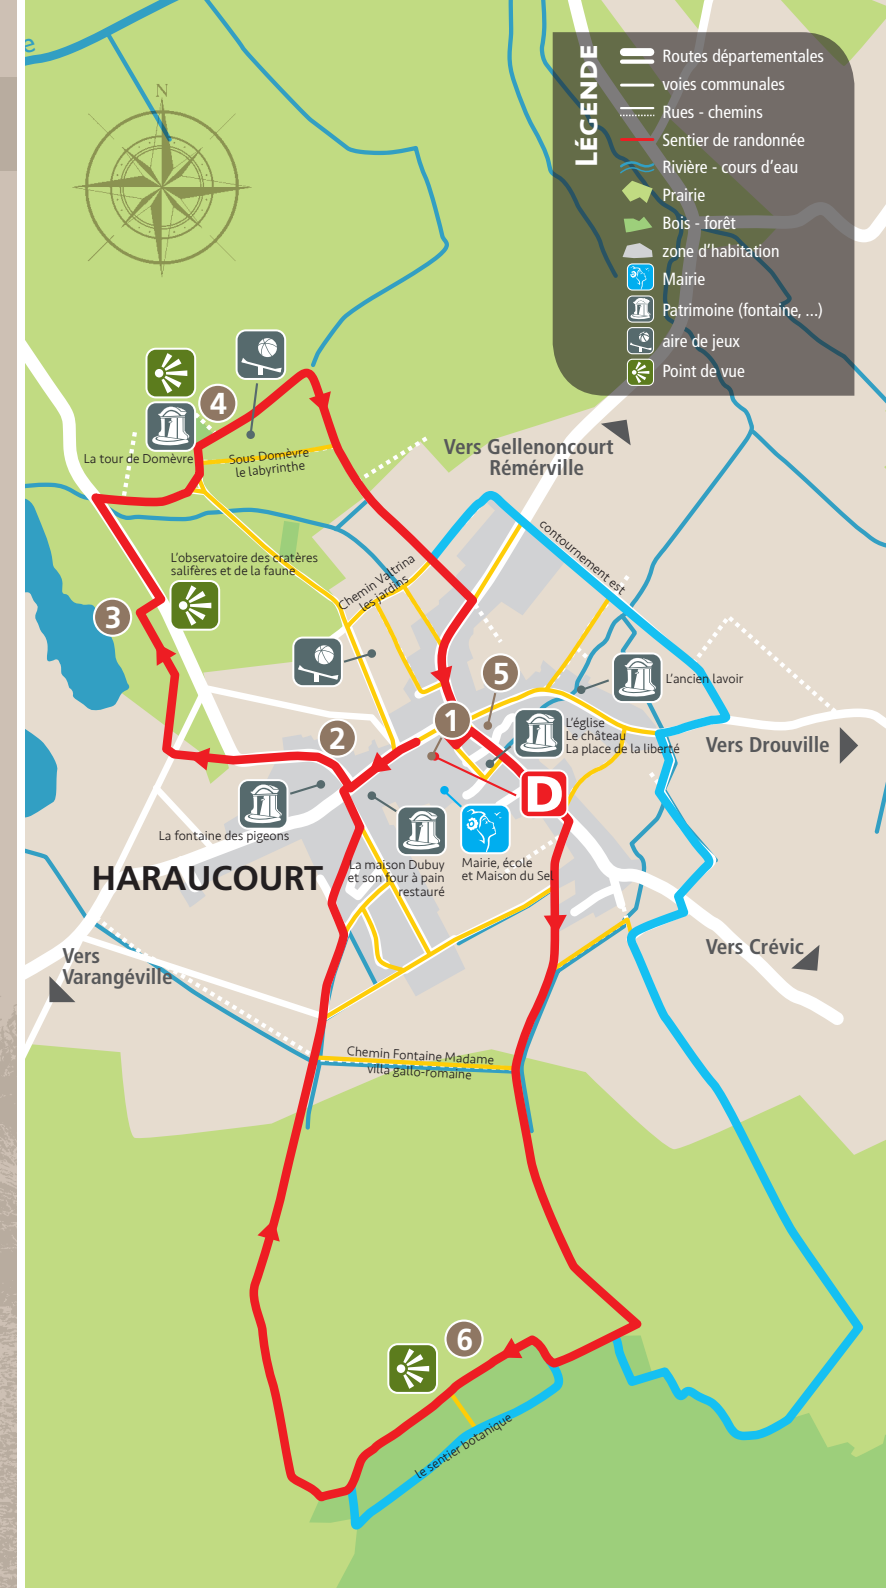 e
N
LÉGENDE
Routes départementales
voies communales
Rues - chemins
Sentier de randonnée
Rivière - cours d'eau
Prairie
Bois - forêt
zone d'habitation
Mairie
Patrimoine (fontaine, ...)
aire de jeux
Point de vue
4
La tour de Domèvre
Sous Domèvre
le labyrinthe
Vers Gellenoncourt
Rémérville
contournement est
L'observatoire des cratères
salifères et de la faune
Chemin Valtrina
les jardins
3
5
L'ancien lavoir
1
2
L'église
Le château
La place de la liberté
Vers Drouville
D
La fontaine des pigeons
HARAUCOURT
La maison Dubuy
et son four à pain
restauré
Mairie, école
et Maison du Sel
Vers
Varangéville
Vers Crévic
Chemin Fontaine Madame
villa gallo-romaine
6
le sentier botanique